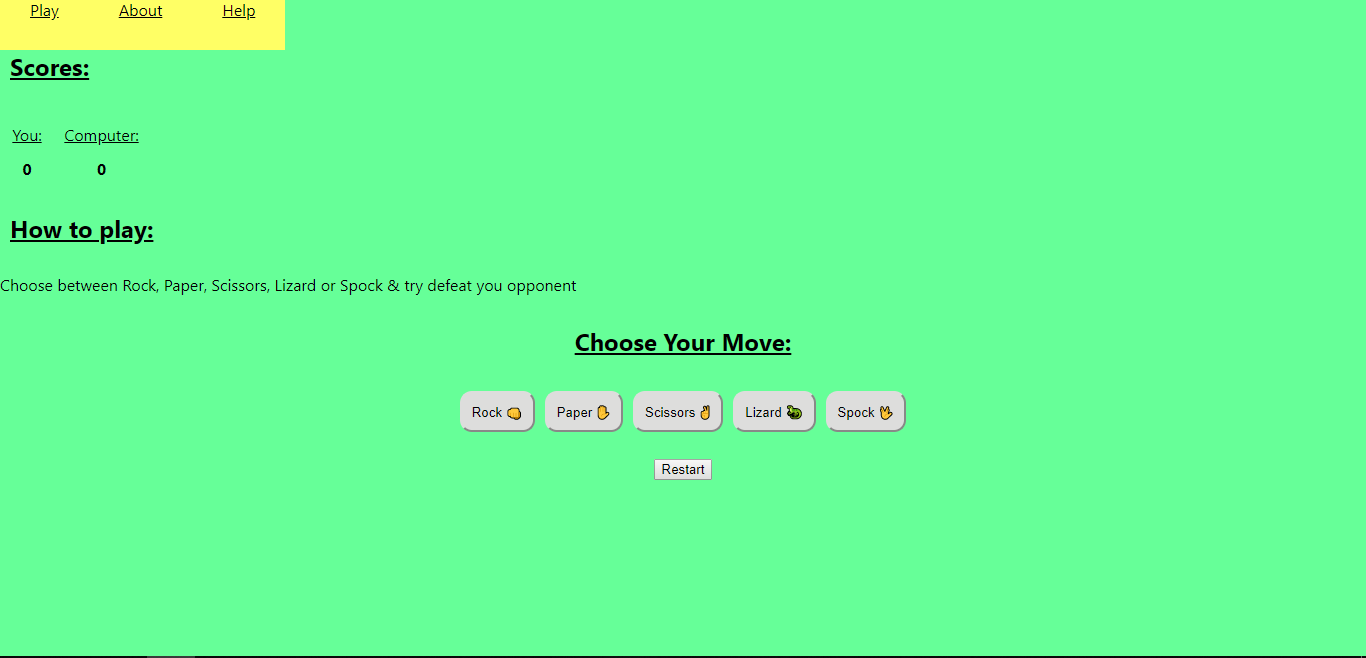 Play About Help
Scores:
You: Computer:
0 0
How to play:
Choose between Rock, Paper, Scissors, Lizard or Spock & try defeat you opponent
Choose Your Move:
Rock 👊 Paper ✋ Scissors ✌ Lizard 🐍 Spock 🖖
Restart